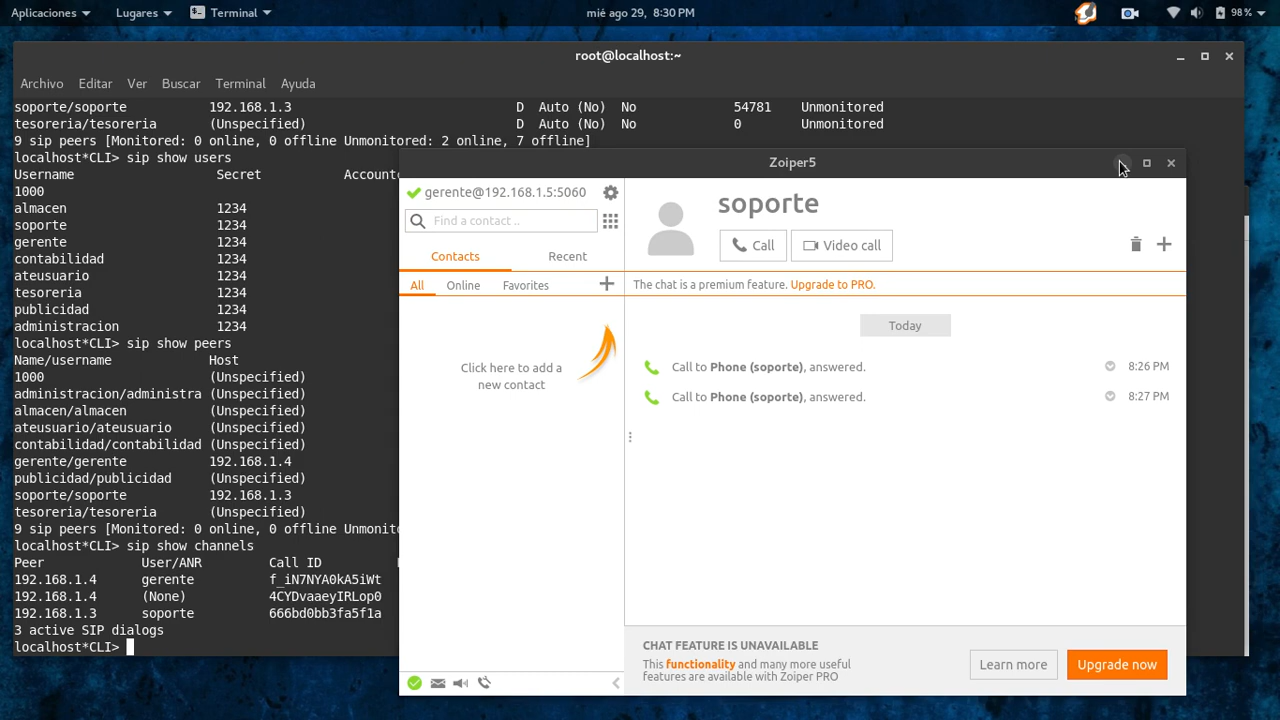 Aplicaciones Lugares Terminal mié ago 29, 8:30 PM 98%
root@localhost:~
Archivo Editar Ver Buscar Terminal Ayuda
soporte/soporte 192.168.1.3 D Auto (No) No 54781 Unmonitored
tesoreria/tesoreria (Unspecified) D Auto (No) No 0 Unmonitored
9 sip peers [Monitored: 0 online, 0 offline Unmonitored: 2 online, 7 offline]
localhost*CLI> sip show users
Username Secret
1000
almacen 1234
soporte 1234
gerente 1234
contabilidad 1234
ateusuario 1234
tesoreria 1234
publicidad 1234
administracion 1234
localhost*CLI> sip show peers
Name/username Host
1000 (Unspecified)
administracion/administra (Unspecified)
almacen/almacen (Unspecified)
ateusuario/ateusuario (Unspecified)
contabilidad/contabilidad (Unspecified)
gerente/gerente 192.168.1.4
publicidad/publicidad (Unspecified)
soporte/soporte 192.168.1.3
tesoreria/tesoreria (Unspecified)
9 sip peers [Monitored: 0 online, 0 offline
localhost*CLI> sip show channels
Peer User/ANR Call ID
192.168.1.4 gerente f_iN7NYA0kA5iWt
192.168.1.4 (None) 4CYDvaaeyIRLop0
192.168.1.3 soporte 666bd0bb3fa5f1a
3 active SIP dialogs
localhost*CLI>
Zoiper5
gerente@192.168.1.5:5060
Find a contact ..
Contacts Recent
All Online Favorites
Click here to add a
new contact
soporte
Call Video call
The chat is a premium feature. Upgrade to PRO.
Today
Call to Phone (soporte), answered. 8:26 PM
Call to Phone (soporte), answered. 8:27 PM
CHAT FEATURE IS UNAVAILABLE
This functionality and many more useful
features are available with Zoiper PRO
Learn more Upgrade now